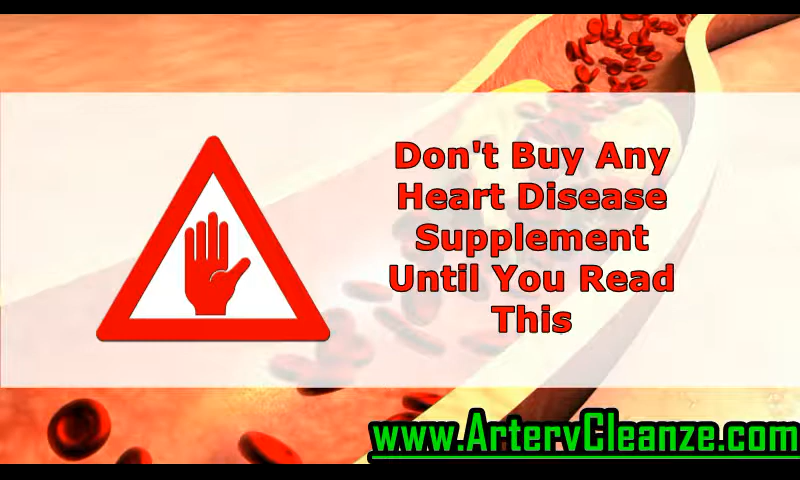 Don't Buy Any
Heart Disease
Supplement
Until You Read
This
www.ArtervCleanze.com